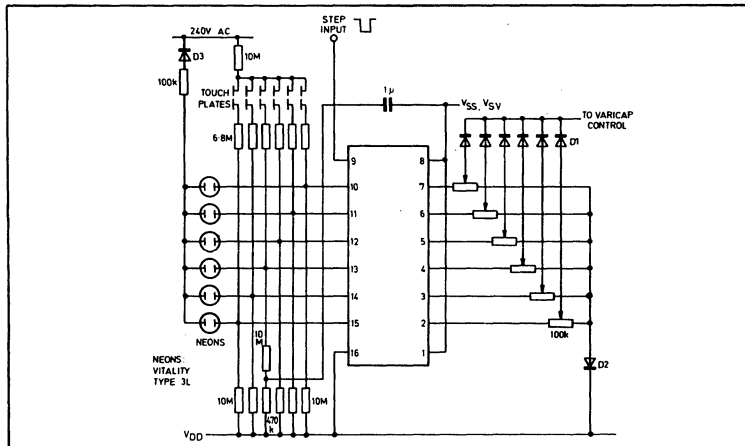 STEP
INPUT
240V AC
D3
10M
100k
TOUCH
PLATES
1µ
VSS, VSV
TO VARICAP
CONTROL
D1
6·8M
9
8
10
7
11
6
12
5
13
4
14
3
15
2
16
1
100k
NEONS
10
M
NEONS:
VITALITY
TYPE 3L
D2
10M
470
k
10M
VDD